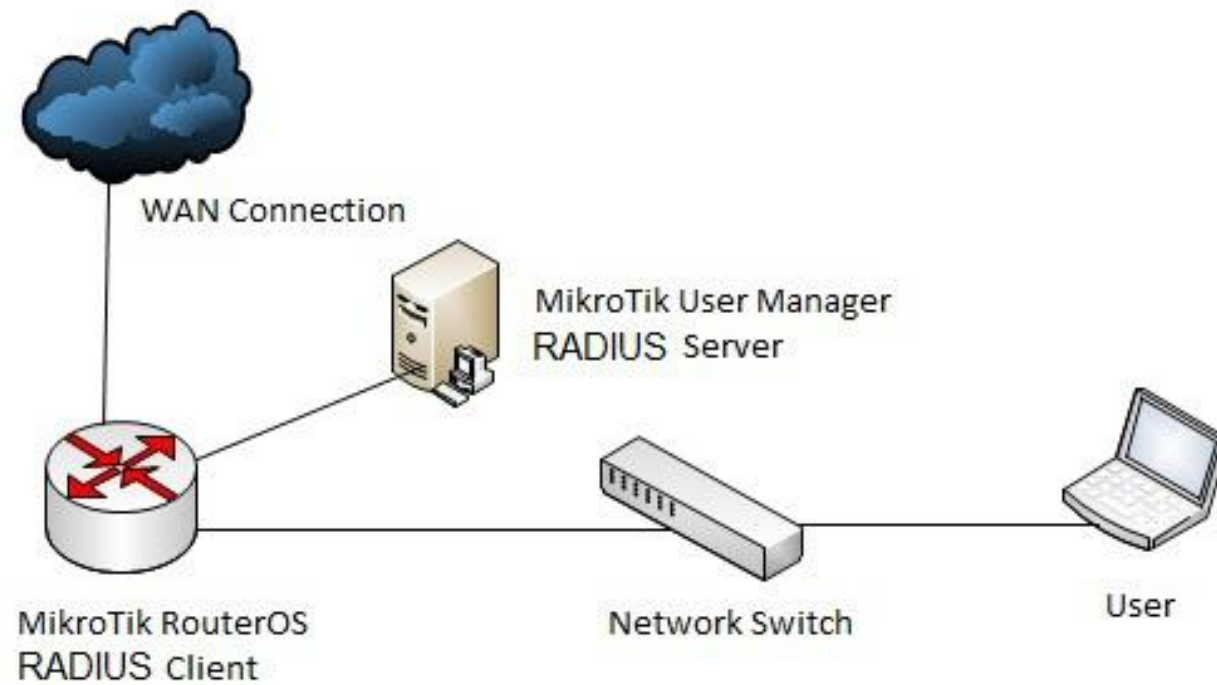 WAN Connection
MikroTik User Manager
RADIUS Server
MikroTik RouterOS
RADIUS Client
Network Switch
User